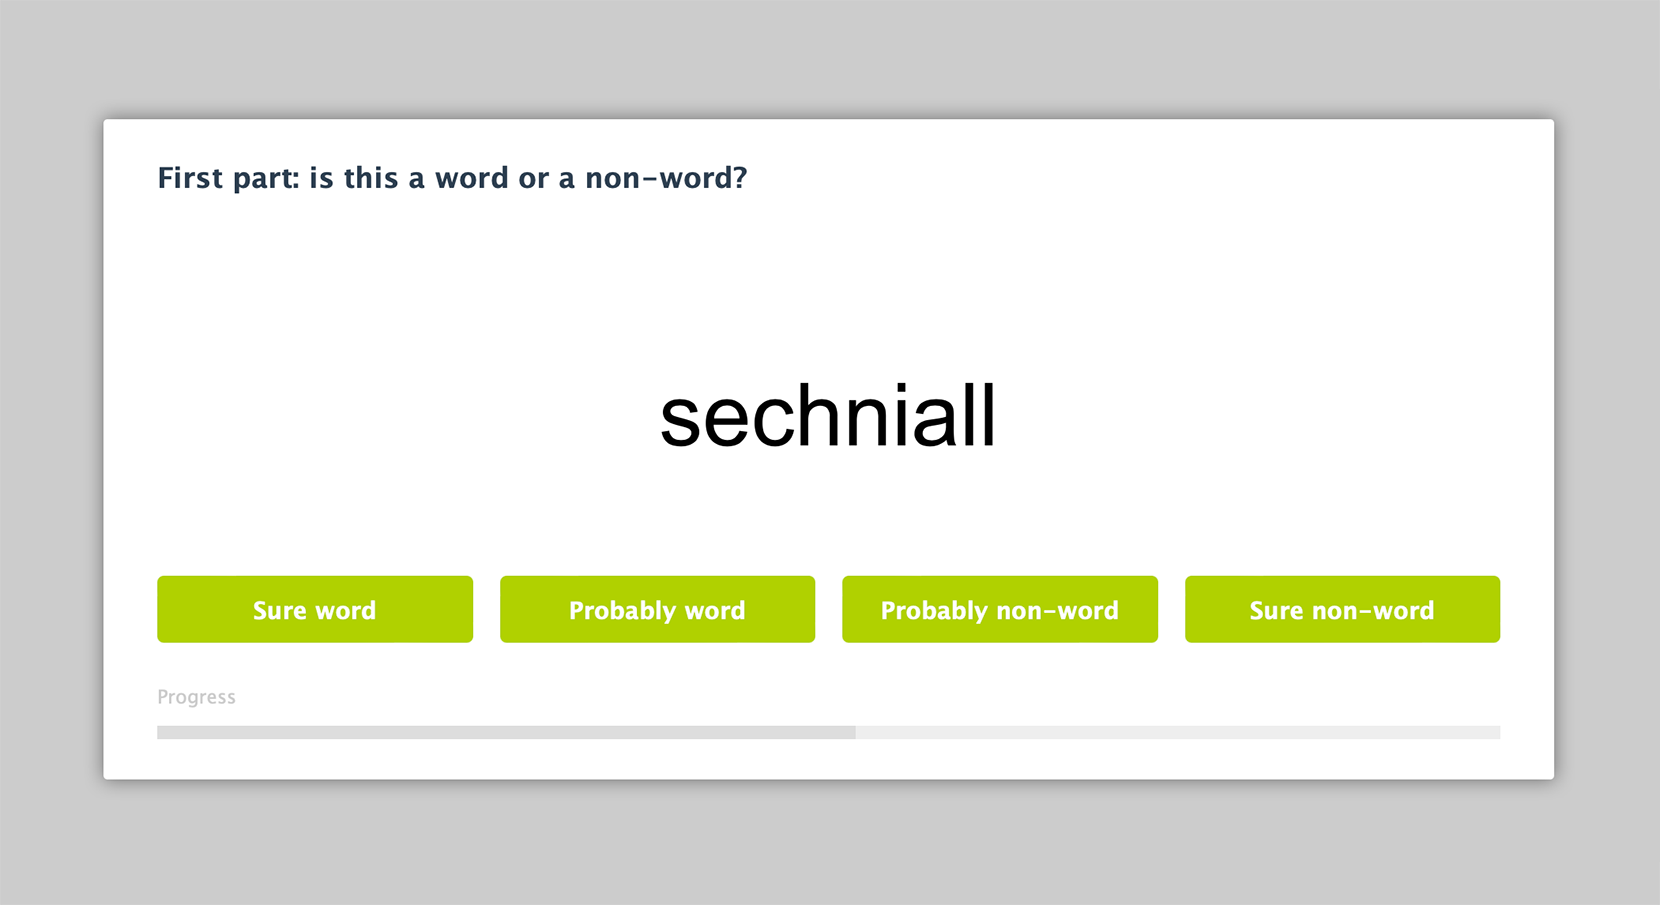 First part: is this a word or a non-word?
sechniall
Sure word
Probably word
Probably non-word
Sure non-word
Progress